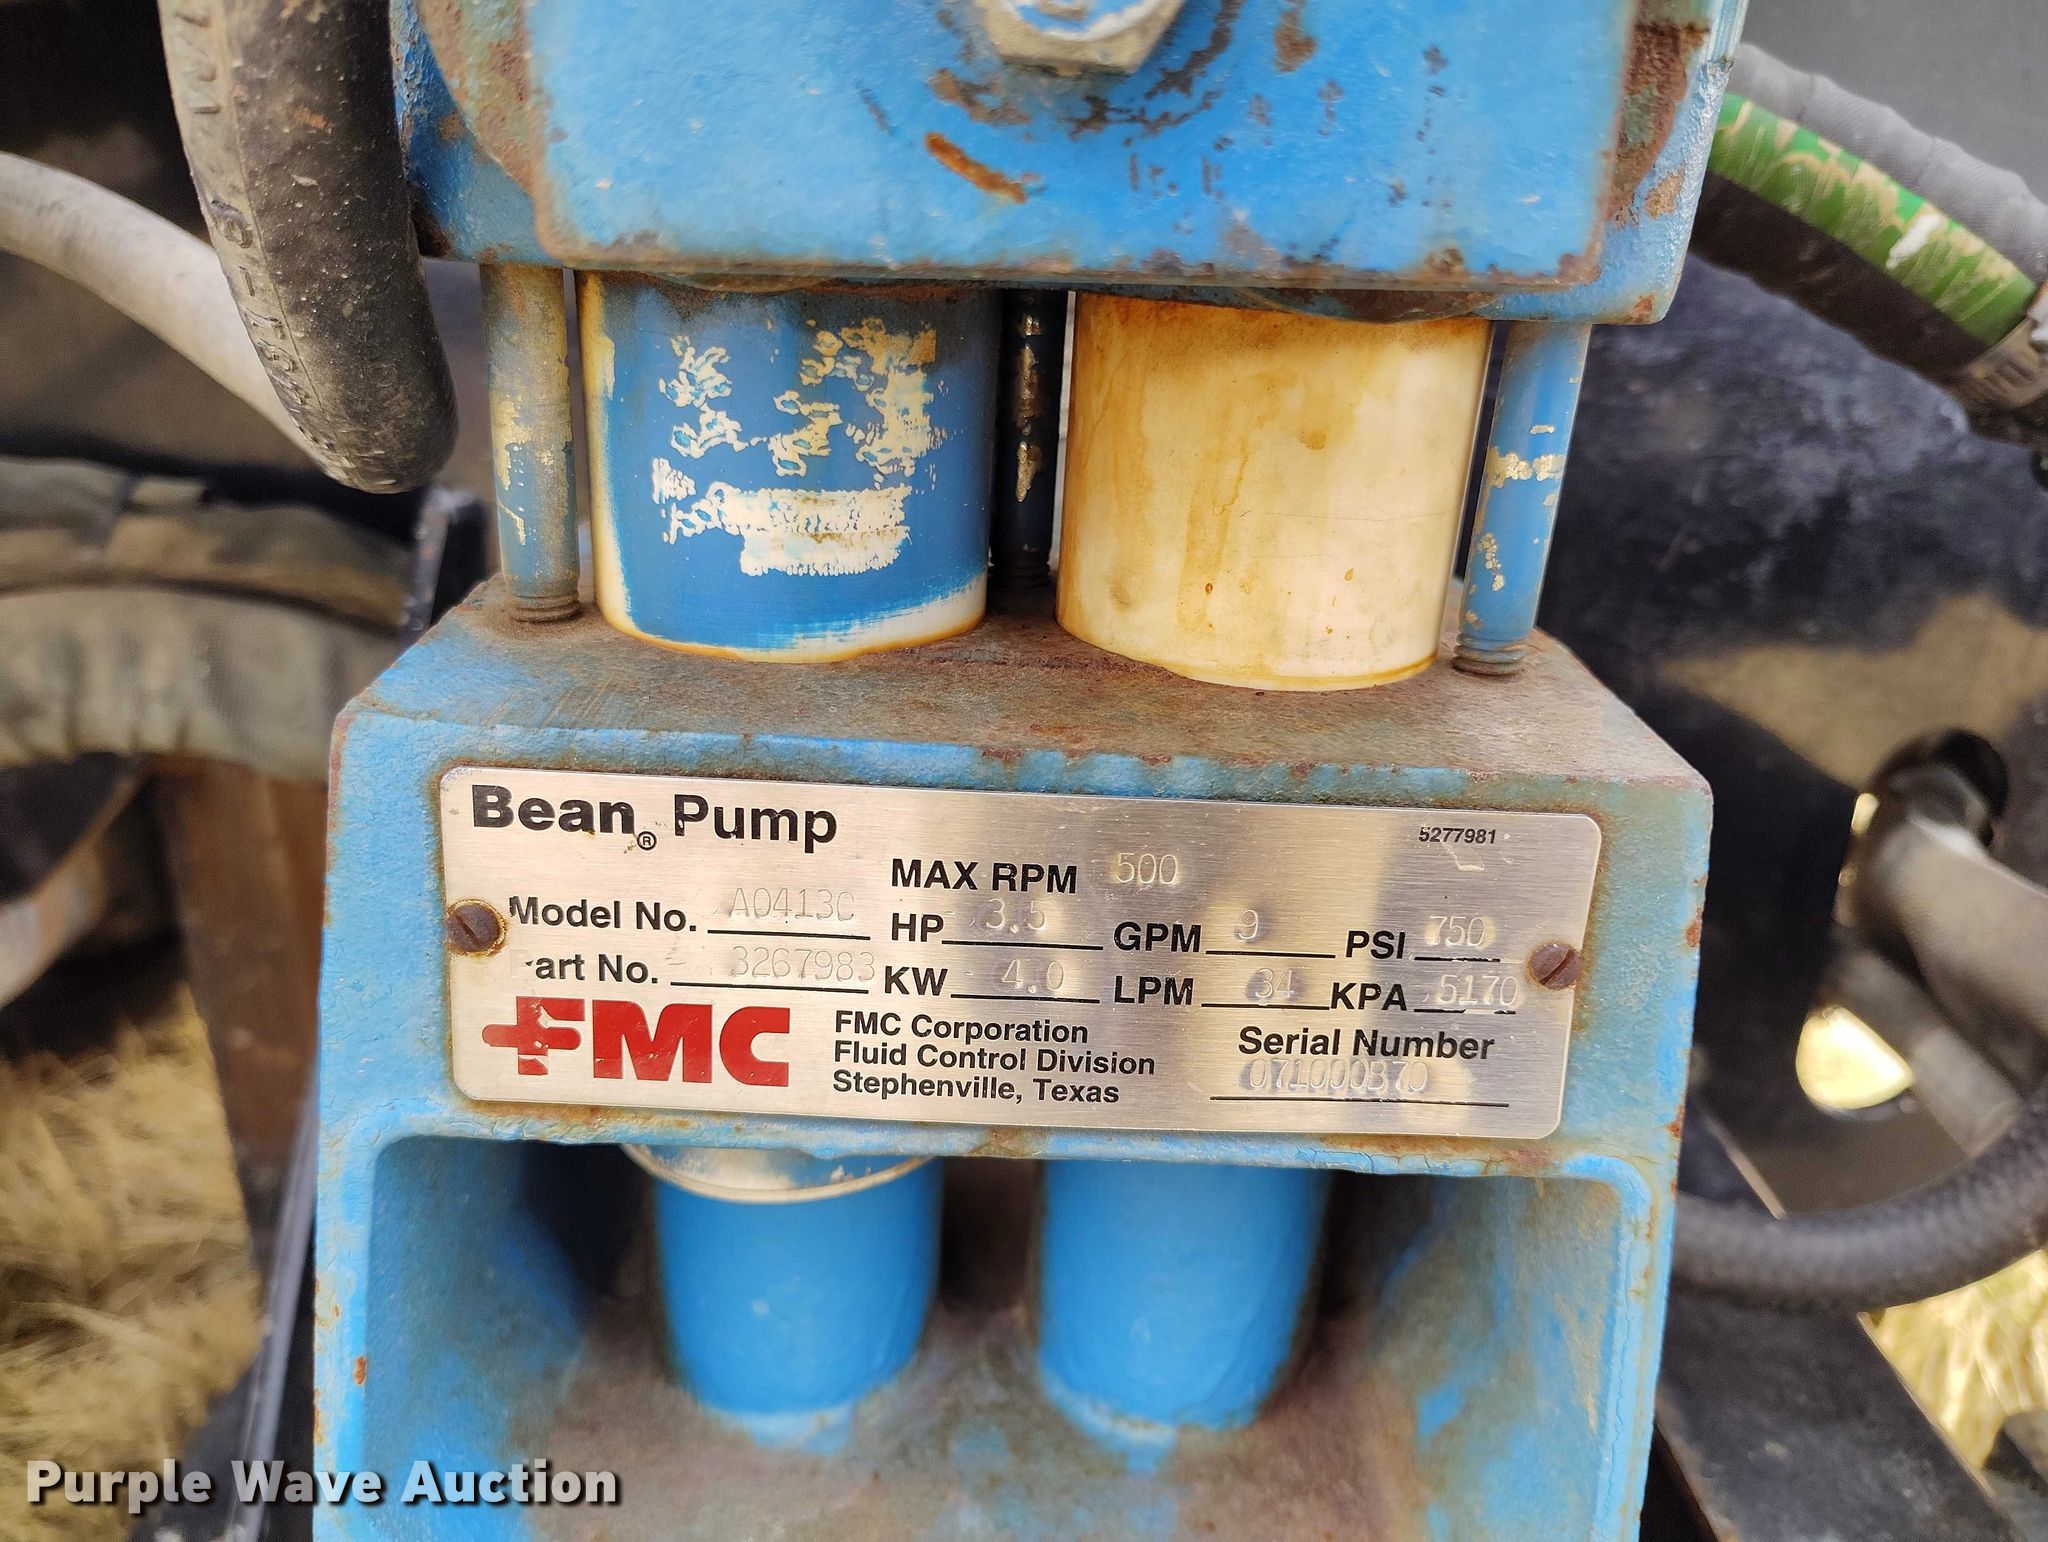 Bean® Pump
5277981
MAX RPM 500
Model No. A0413C HP 3.5 GPM 9 PSI 750
art No. 3267983 KW 4.0 LPM 34 KPA 5170
FMC
FMC Corporation
Fluid Control Division
Stephenville, Texas
Serial Number
Purple Wave Auction